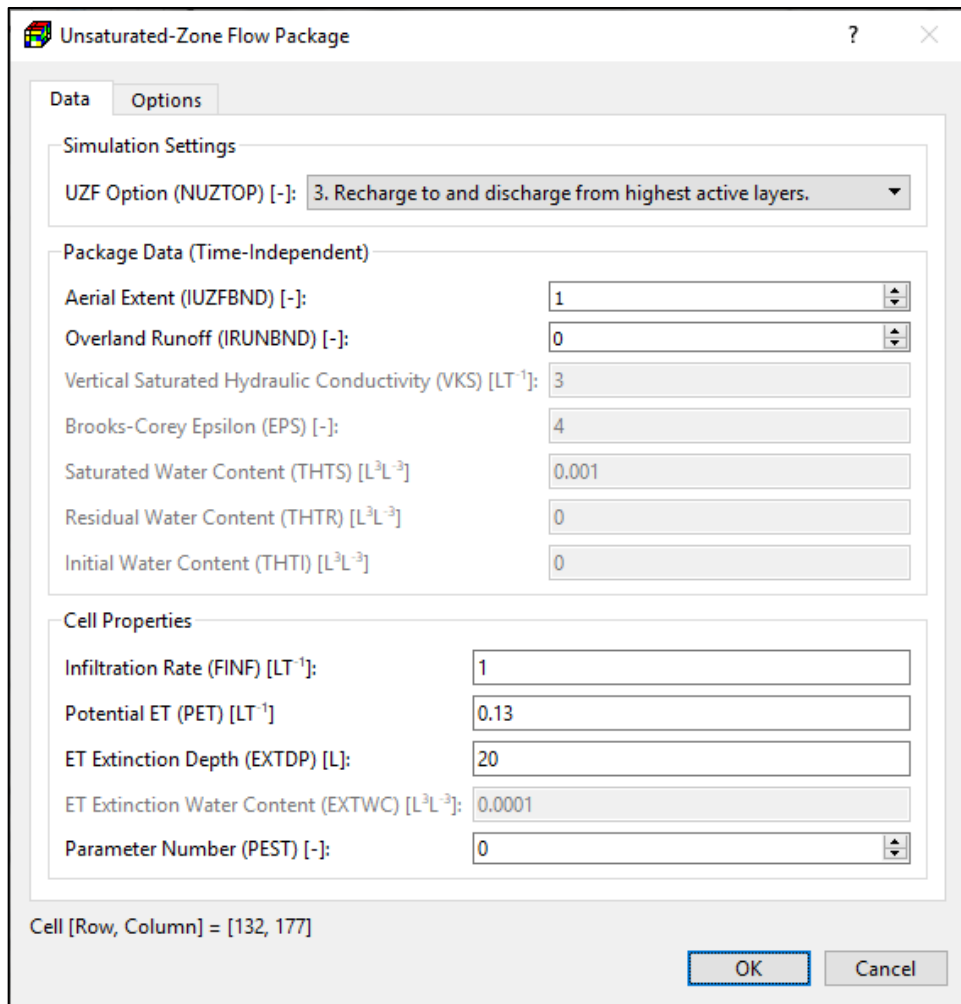 Unsaturated-Zone Flow Package ?
Data Options
Simulation Settings
UZF Option (NUZTOP) [-]: 3. Recharge to and discharge from highest active layers.
Package Data (Time-Independent)
Aerial Extent (IUZFBND) [-]: 1
Overland Runoff (IRUNBND) [-]: 0
Vertical Saturated Hydraulic Conductivity (VKS) [LT⁻¹]: 3
Brooks-Corey Epsilon (EPS) [-]: 4
Saturated Water Content (THTS) [L³L⁻³] 0.001
Residual Water Content (THTR) [L³L⁻³] 0
Initial Water Content (THTI) [L³L⁻³] 0
Cell Properties
Infiltration Rate (FINF) [LT⁻¹]: 1
Potential ET (PET) [LT⁻¹] 0.13
ET Extinction Depth (EXTDP) [L]: 20
ET Extinction Water Content (EXTWC) [L³L⁻³]: 0.0001
Parameter Number (PEST) [-]: 0
Cell [Row, Column] = [132, 177]
OK Cancel